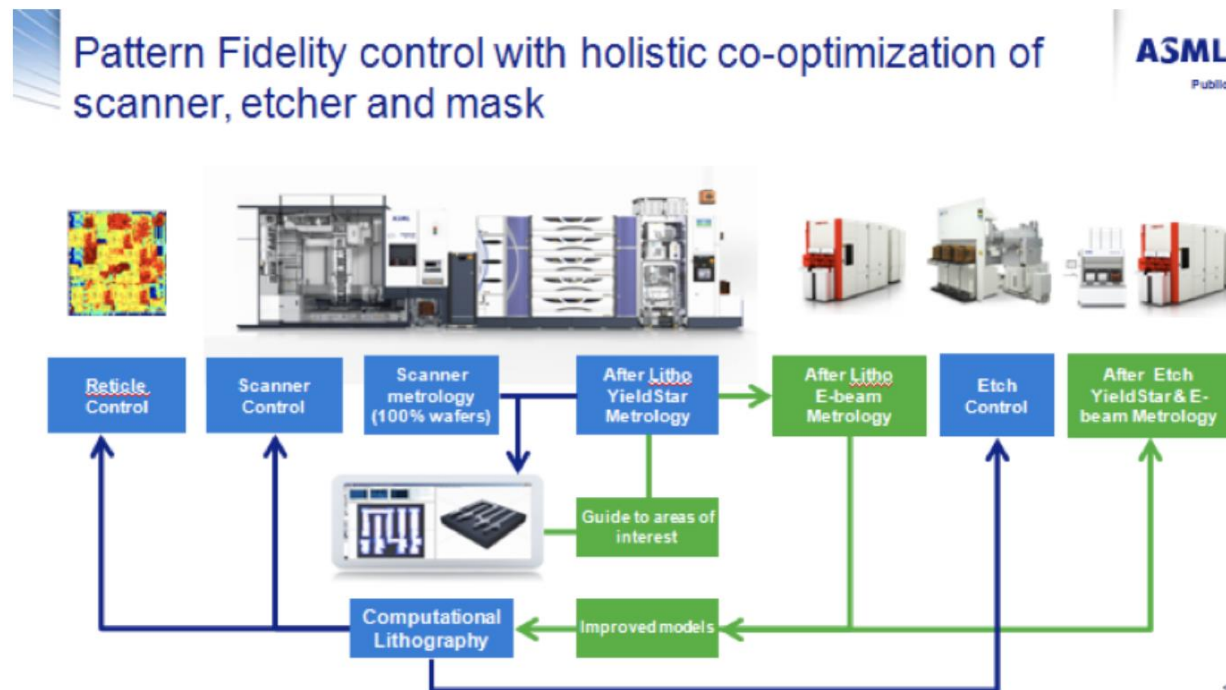 Pattern Fidelity control with holistic co-optimization of
scanner, etcher and mask
ASML
Public
ASML
Reticle
Control
Scanner
Control
Scanner
metrology
(100% wafers)
After Litho
YieldStar
Metrology
After Litho
E-beam
Metrology
Etch
Control
After Etch
YieldStar & E-
beam Metrology
Guide to areas of
interest
Computational
Lithography
Improved models